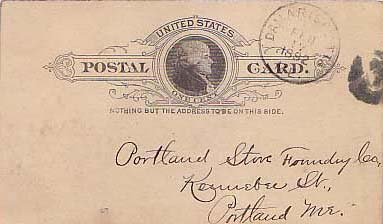 UNITED STATES
POSTAL CARD.
ONE CENT
NOTHING BUT THE ADDRESS TO BE ON THIS SIDE.
1892
Portland Stove Foundry Co,
Kennebec St.,
Portland Me.